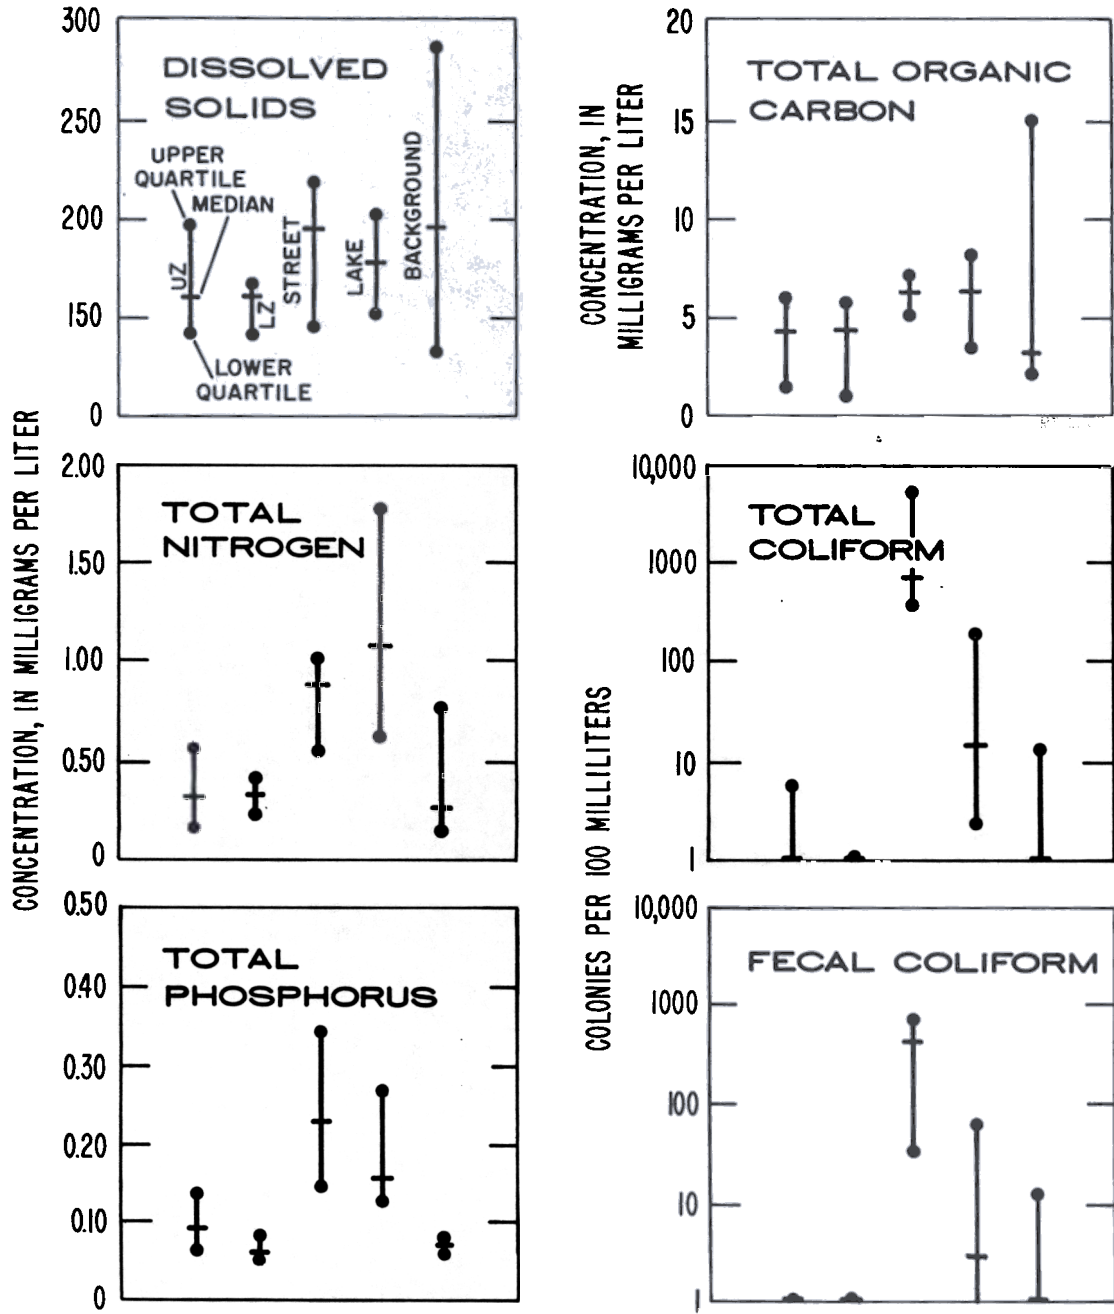 CONCENTRATION, IN MILLIGRAMS PER LITER
300
250
200
150
0
DISSOLVED
SOLIDS
UPPER
QUARTILE
MEDIAN
UZ
LZ
STREET
LAKE
BACKGROUND
LOWER
QUARTILE
CONCENTRATION, IN
MILLIGRAMS PER LITER
20
15
10
5
0
TOTAL ORGANIC
CARBON
2.00
1.50
1.00
0.50
0
TOTAL
NITROGEN
COLONIES PER 100 MILLILITERS
10,000
1000
100
10
1
TOTAL
COLIFORM
0.50
0.40
0.30
0.20
0.10
0
TOTAL
PHOSPHORUS
10,000
1000
100
10
1
FECAL COLIFORM